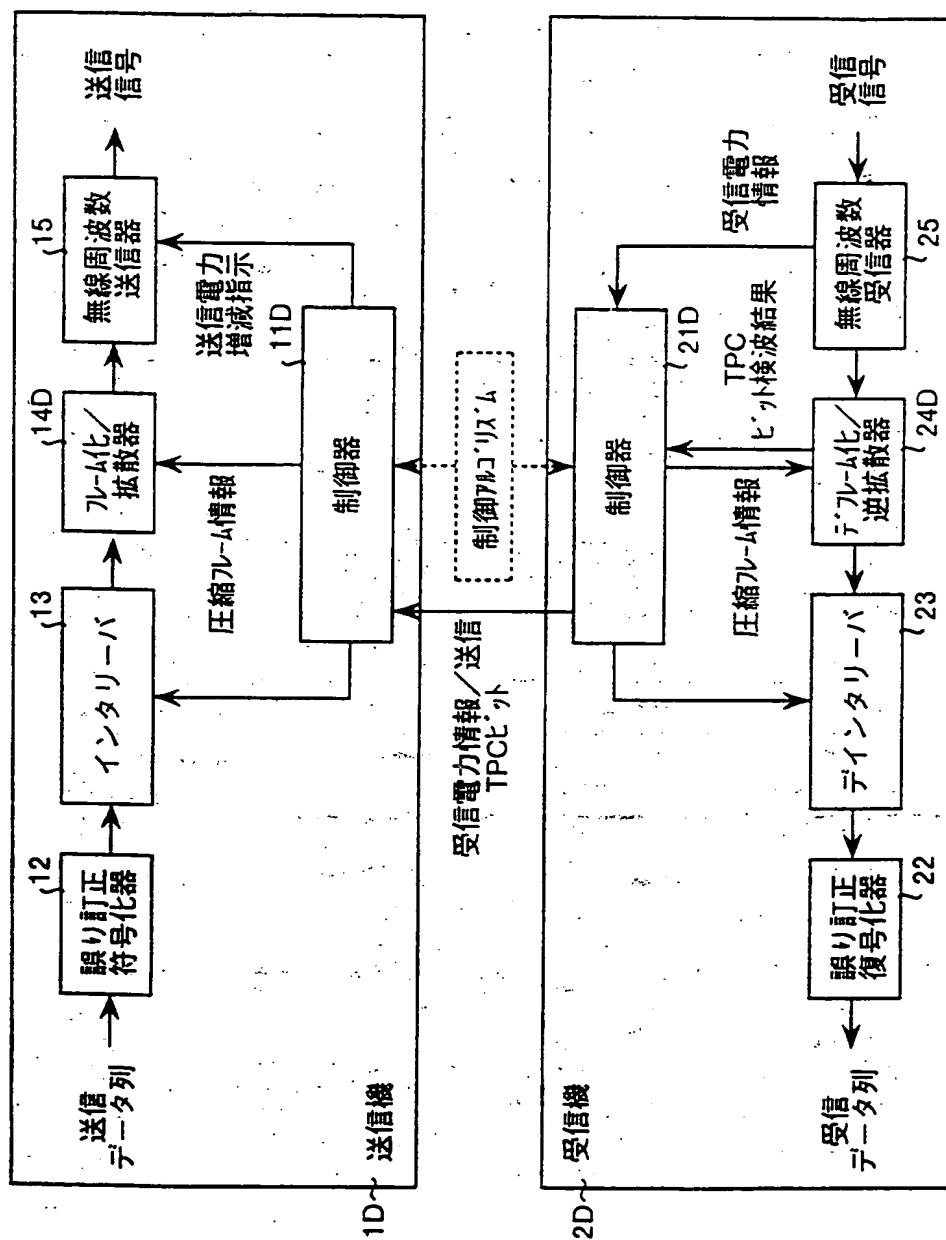 送信
データ列
12
誤り訂正
符号化器
13
インタリーバ
14D
フレーム化/
拡散器
15
無線周波数
送信器
送信
信号
圧縮フレーム情報
送信電力
増減指示
11D
制御器
1D
送信機
受信電力情報/送信
TPCビット
制御アルゴリズム
2D
受信機
制御器
21D
圧縮フレーム情報
TPC
ビット検波結果
受信電力
情報
受信
信号
無線周波数
受信器
25
デフレーム化/
逆拡散器
24D
デインタリーバ
23
誤り訂正
復号化器
22
受信
データ列